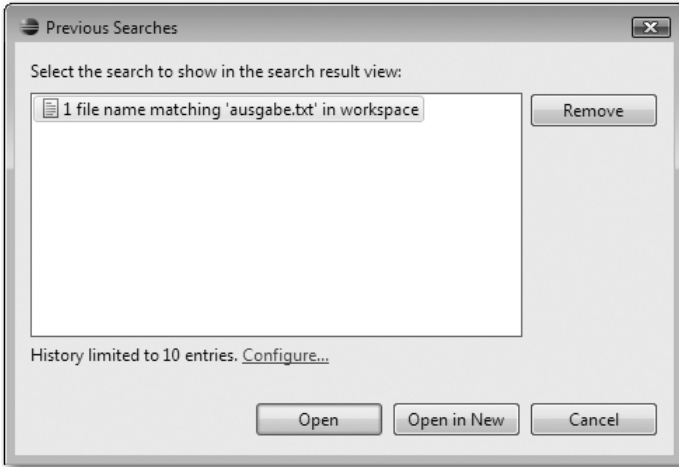 Previous Searches
Select the search to show in the search result view:
1 file name matching 'ausgabe.txt' in workspace
Remove
History limited to 10 entries. Configure...
Open
Open in New
Cancel